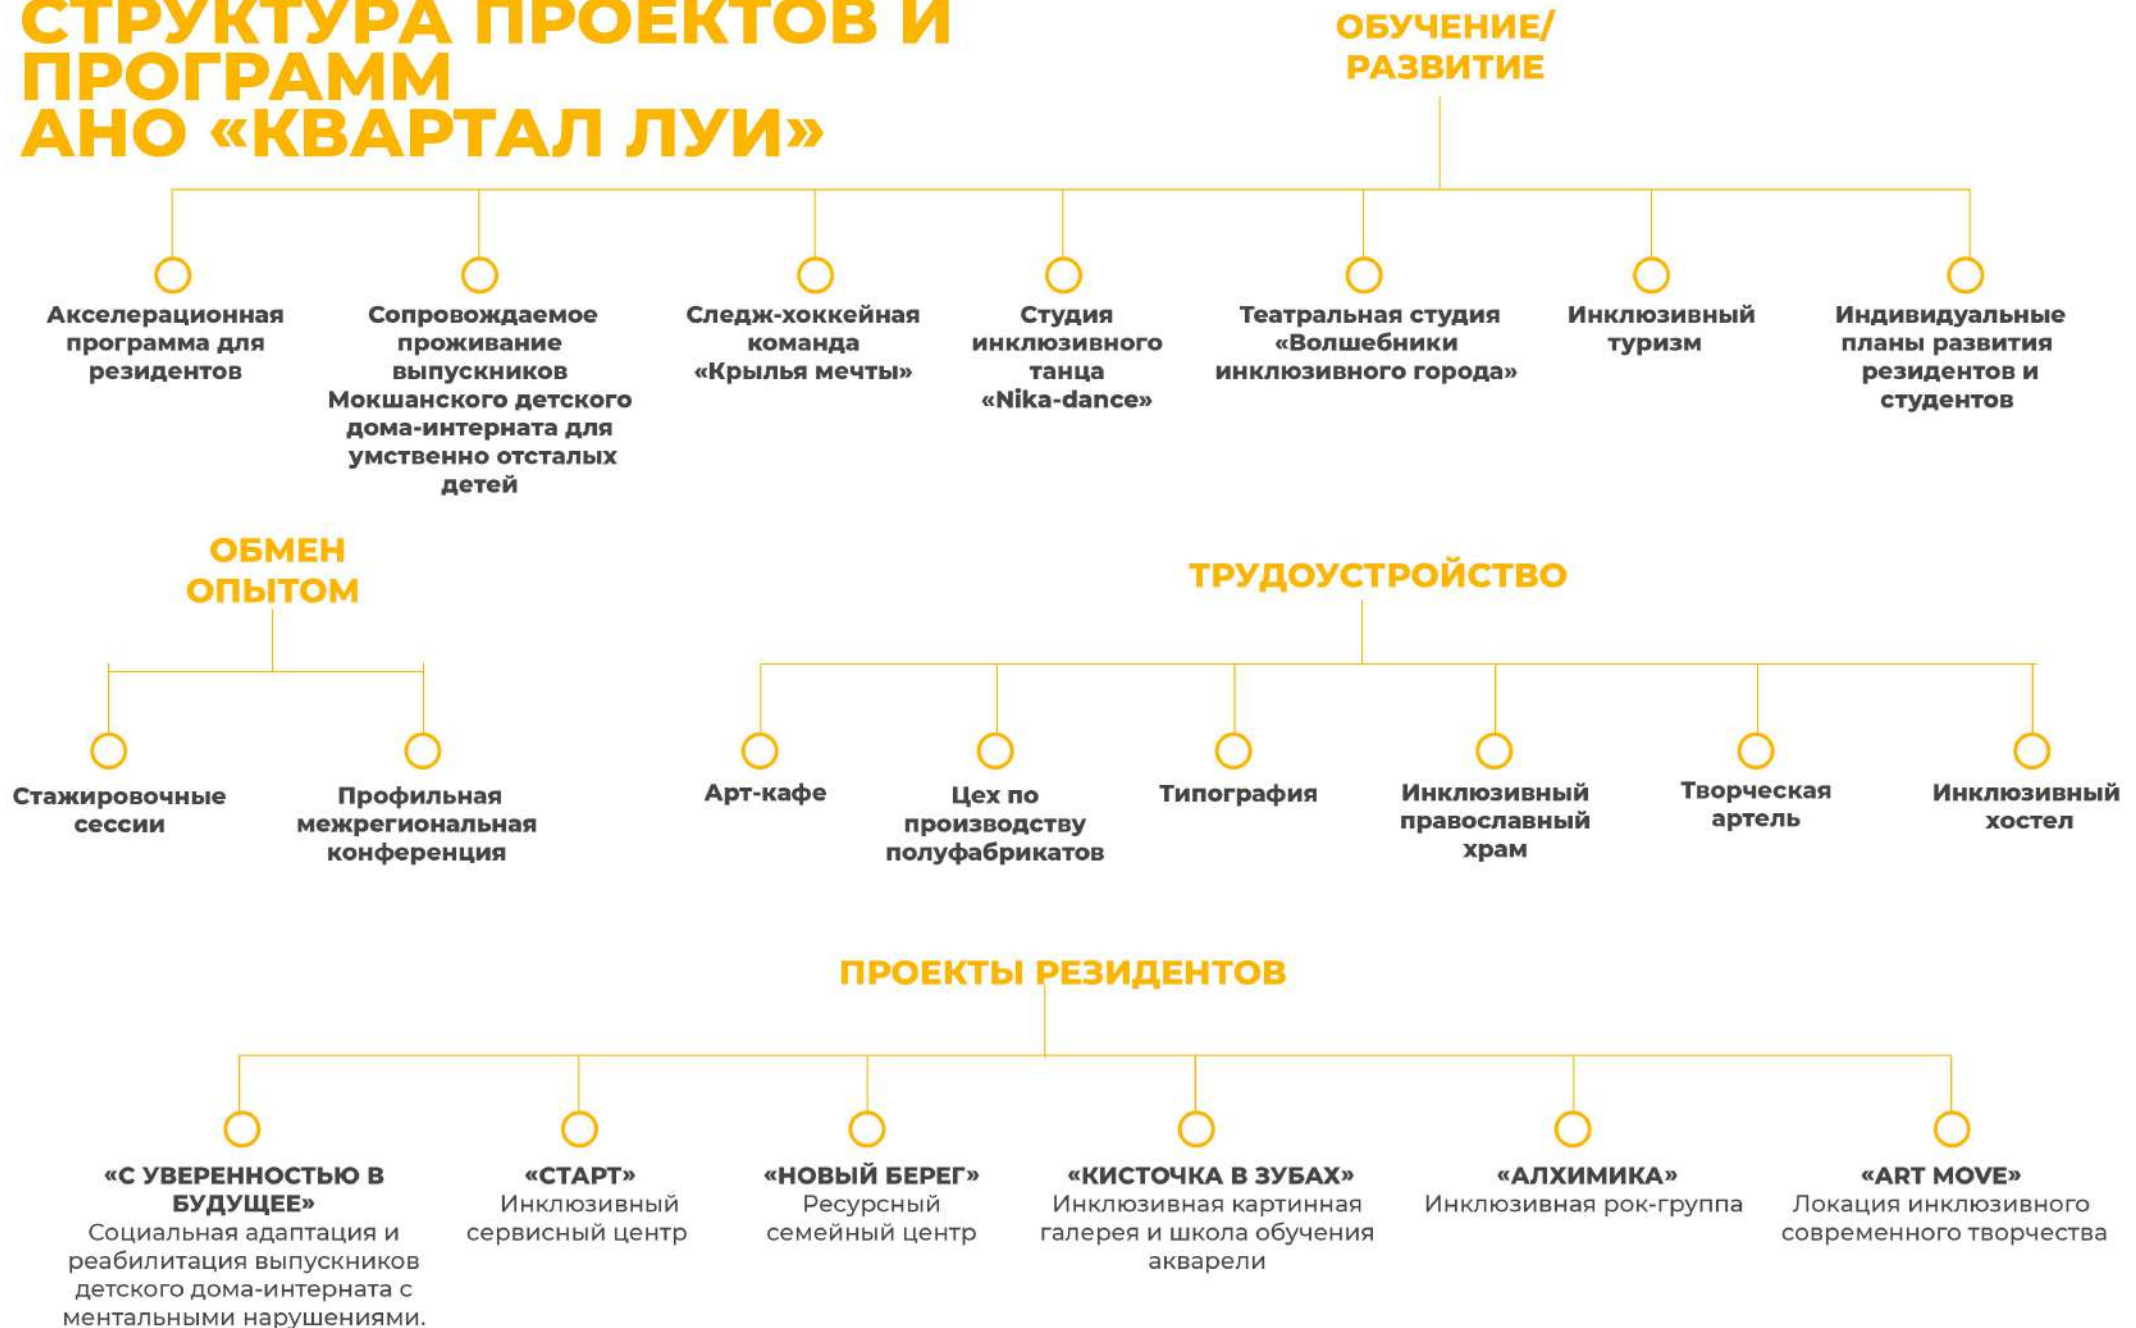 СТРУКТУРА ПРОЕКТОВ И
ПРОГРАММ
АНО «КВАРТАЛ ЛУИ»
ОБУЧЕНИЕ/
РАЗВИТИЕ
Акселерационная
программа для
резидентов
Сопровождаемое
проживание
выпускников
Мокшанского детского
дома-интерната для
умственно отсталых
детей
Следж-хоккейная
команда
«Крылья мечты»
Студия
инклюзивного
танца
«Nika-dance»
Театральная студия
«Волшебники
инклюзивного города»
Инклюзивный
туризм
Индивидуальные
планы развития
резидентов и
студентов
ОБМЕН
ОПЫТОМ
Стажировочные
сессии
Профильная
межрегиональная
конференция
ТРУДОУСТРОЙСТВО
Арт-кафе
Цех по
производству
полуфабрикатов
Типография
Инклюзивный
православный
храм
Творческая
артель
Инклюзивный
хостел
ПРОЕКТЫ РЕЗИДЕНТОВ
«С УВЕРЕННОСТЬЮ В
БУДУЩЕЕ»
Социальная адаптация и
реабилитация выпускников
детского дома-интерната с
ментальными нарушениями.
«СТАРТ»
Инклюзивный
сервисный центр
«НОВЫЙ БЕРЕГ»
Ресурсный
семейный центр
«КИСТОЧКА В ЗУБАХ»
Инклюзивная картинная
галерея и школа обучения
акварели
«АЛХИМИКА»
Инклюзивная рок-группа
«ART MOVE»
Локация инклюзивного
современного творчества